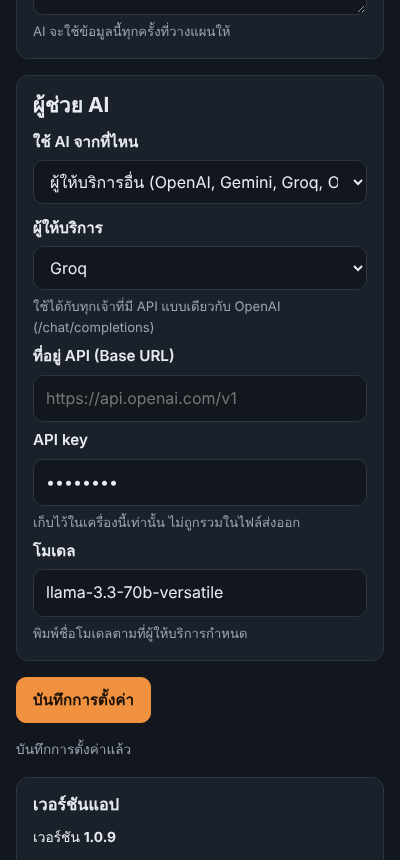 AI จะใช้ข้อมูลนี้ทุกครั้งที่วางแผนให้
ผู้ช่วย AI
ใช้ AI จากที่ไหน
ผู้ให้บริการอื่น (OpenAI, Gemini, Groq, O
ผู้ให้บริการ
Groq
ใช้ได้กับทุกเจ้าที่มี API แบบเดียวกับ OpenAI
(/chat/completions)
ที่อยู่ API (Base URL)
https://api.openai.com/v1
API key
••••••••
เก็บไว้ในเครื่องนี้เท่านั้น ไม่ถูกรวมในไฟล์ส่งออก
โมเดล
llama-3.3-70b-versatile
พิมพ์ชื่อโมเดลตามที่ผู้ให้บริการกำหนด
บันทึกการตั้งค่า
บันทึกการตั้งค่าแล้ว
เวอร์ชันแอป
เวอร์ชัน 1.0.9